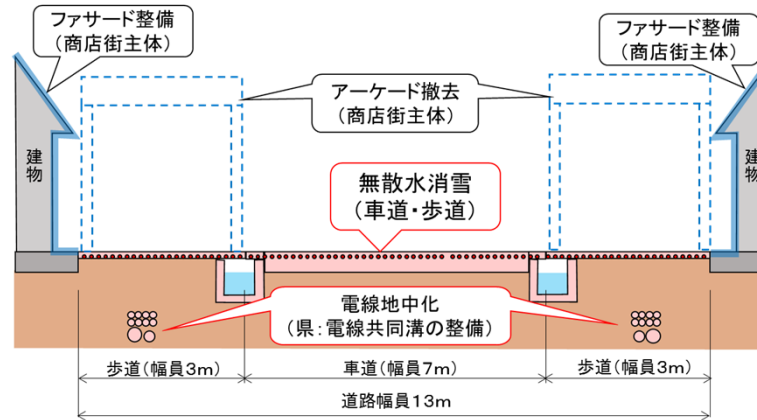 ファサード整備
(商店街主体)
ファサード整備
(商店街主体)
アーケード撤去
(商店街主体)
建物
建物
無散水消雪
(車道・歩道)
電線地中化
(県:電線共同溝の整備)
歩道(幅員3m)
車道(幅員7m)
歩道(幅員3m)
道路幅員13m